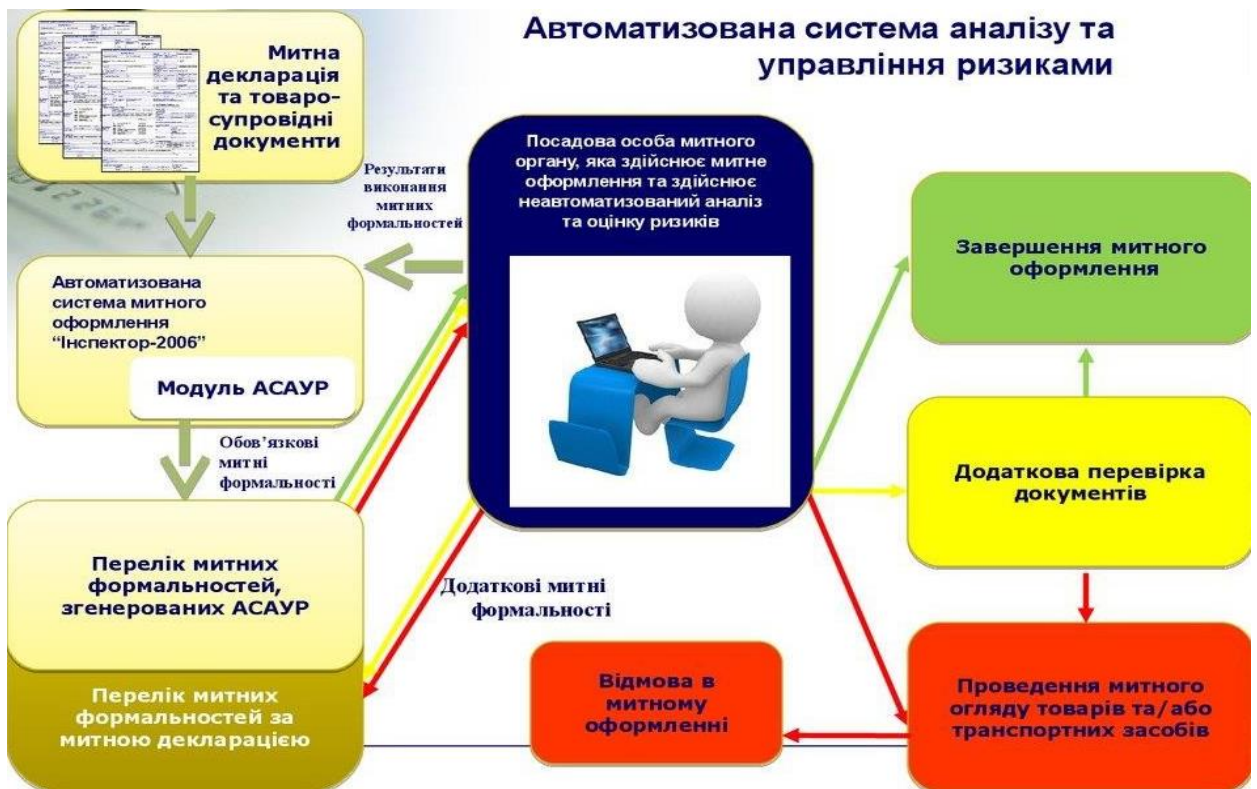 Автоматизована система аналізу та
управління ризиками
Митна
декларація
та товаро-
супровідні
документи
Результати
виконання
митних
формальностей
Посадова особа митного
органу, яка здійснює митне
оформлення та здійснює
неавтоматизований аналіз
та оцінку ризиків
Автоматизована
система митного
оформлення
“Інспектор-2006”
Модуль АСАУР
Обов’язкові
митні
формальності
Перелік митних
формальностей,
згенерованих АСАУР
Перелік митних
формальностей за
митною декларацією
Додаткові митні
формальності
Завершення митного
оформлення
Додаткова перевірка
документів
Проведення митного
огляду товарів та/або
транспортних засобів
Відмова в
митному
оформленні